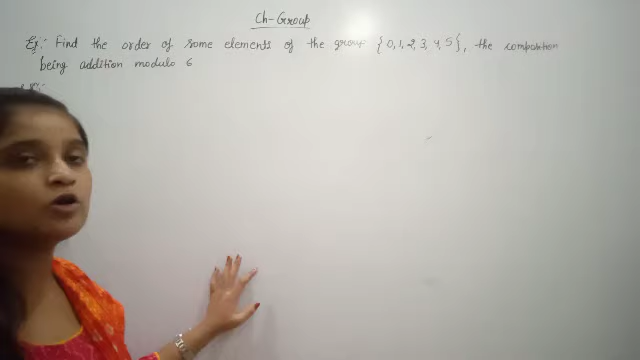 Ch-Group
Ex:- Find the order of some elements of the group {0,1,2,3,4,5}, the composition
being addition modulo 6